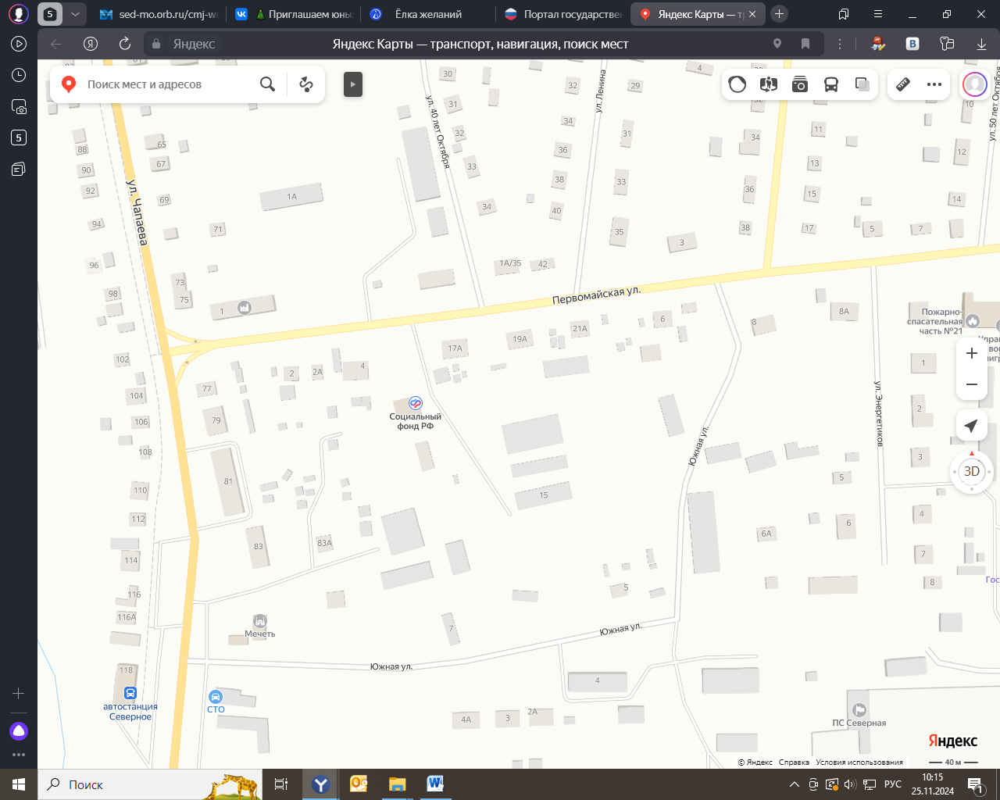 5
sed-mo.orb.ru/cmj-we
Приглашаем юны
Ёлка желаний
Портал государствен
Яндекс Карты — т
Яндекс
Яндекс Карты — транспорт, навигация, поиск мест
Поиск мест и адресов
5
ул. Чапаева
ул. 40 лет Октября
ул. Ленина
ул. 50 лет Октября
30
32
29
4
10
31
34
32
36
31
34
11
88
65
90
67
33
38
33
13
12
92
69
1А
34
40
36
15
14
94
71
35
38
17
5
7
3
96
1А/35
42
73
98
75
1
Первомайская ул.
6
8
8А
Пожарно-
спасательная
часть №21
17А
19А
21А
102
2
2А
4
1
104
77
106
79
Социальный
фонд РФ
2
ул. Энергетиков
Южная ул.
108
3
3D
81
5
110
15
112
4
6
83
83А
6А
114
7
116
5
8
Гос
116А
Мечеть
7
Южная ул.
Южная ул.
118
4
автостанция
Северное
СТО
4А
3
2А
ПС Северная
Яндекс
© Яндекс Справка Условия использования
40 м
Поиск
РУС
10:15
25.11.2024
1